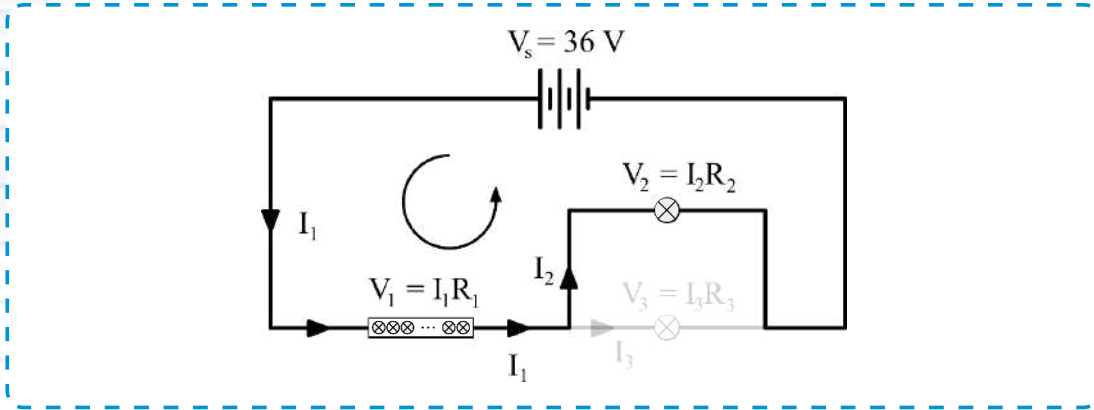 Vₛ = 36 V
V₂ = I₂R₂
I₁
I₂
V₁ = I₁R₁
V₃ = I₃R₃
...
I₁
I₃